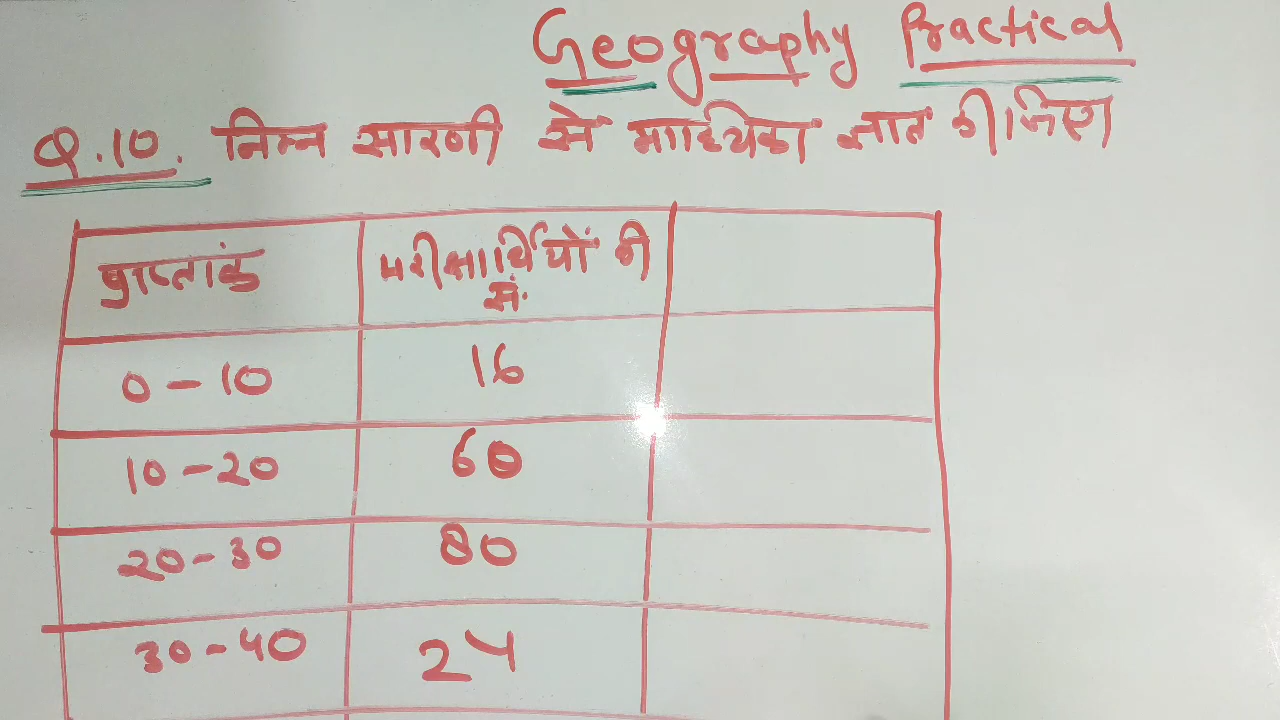 Geography Practical
Q.10. निम्न सारणी से माध्यिका ज्ञात कीजिए
प्राप्तांक परीक्षार्थियों की सं.
0-10 16
10-20 60
20-30 80
30-40 24